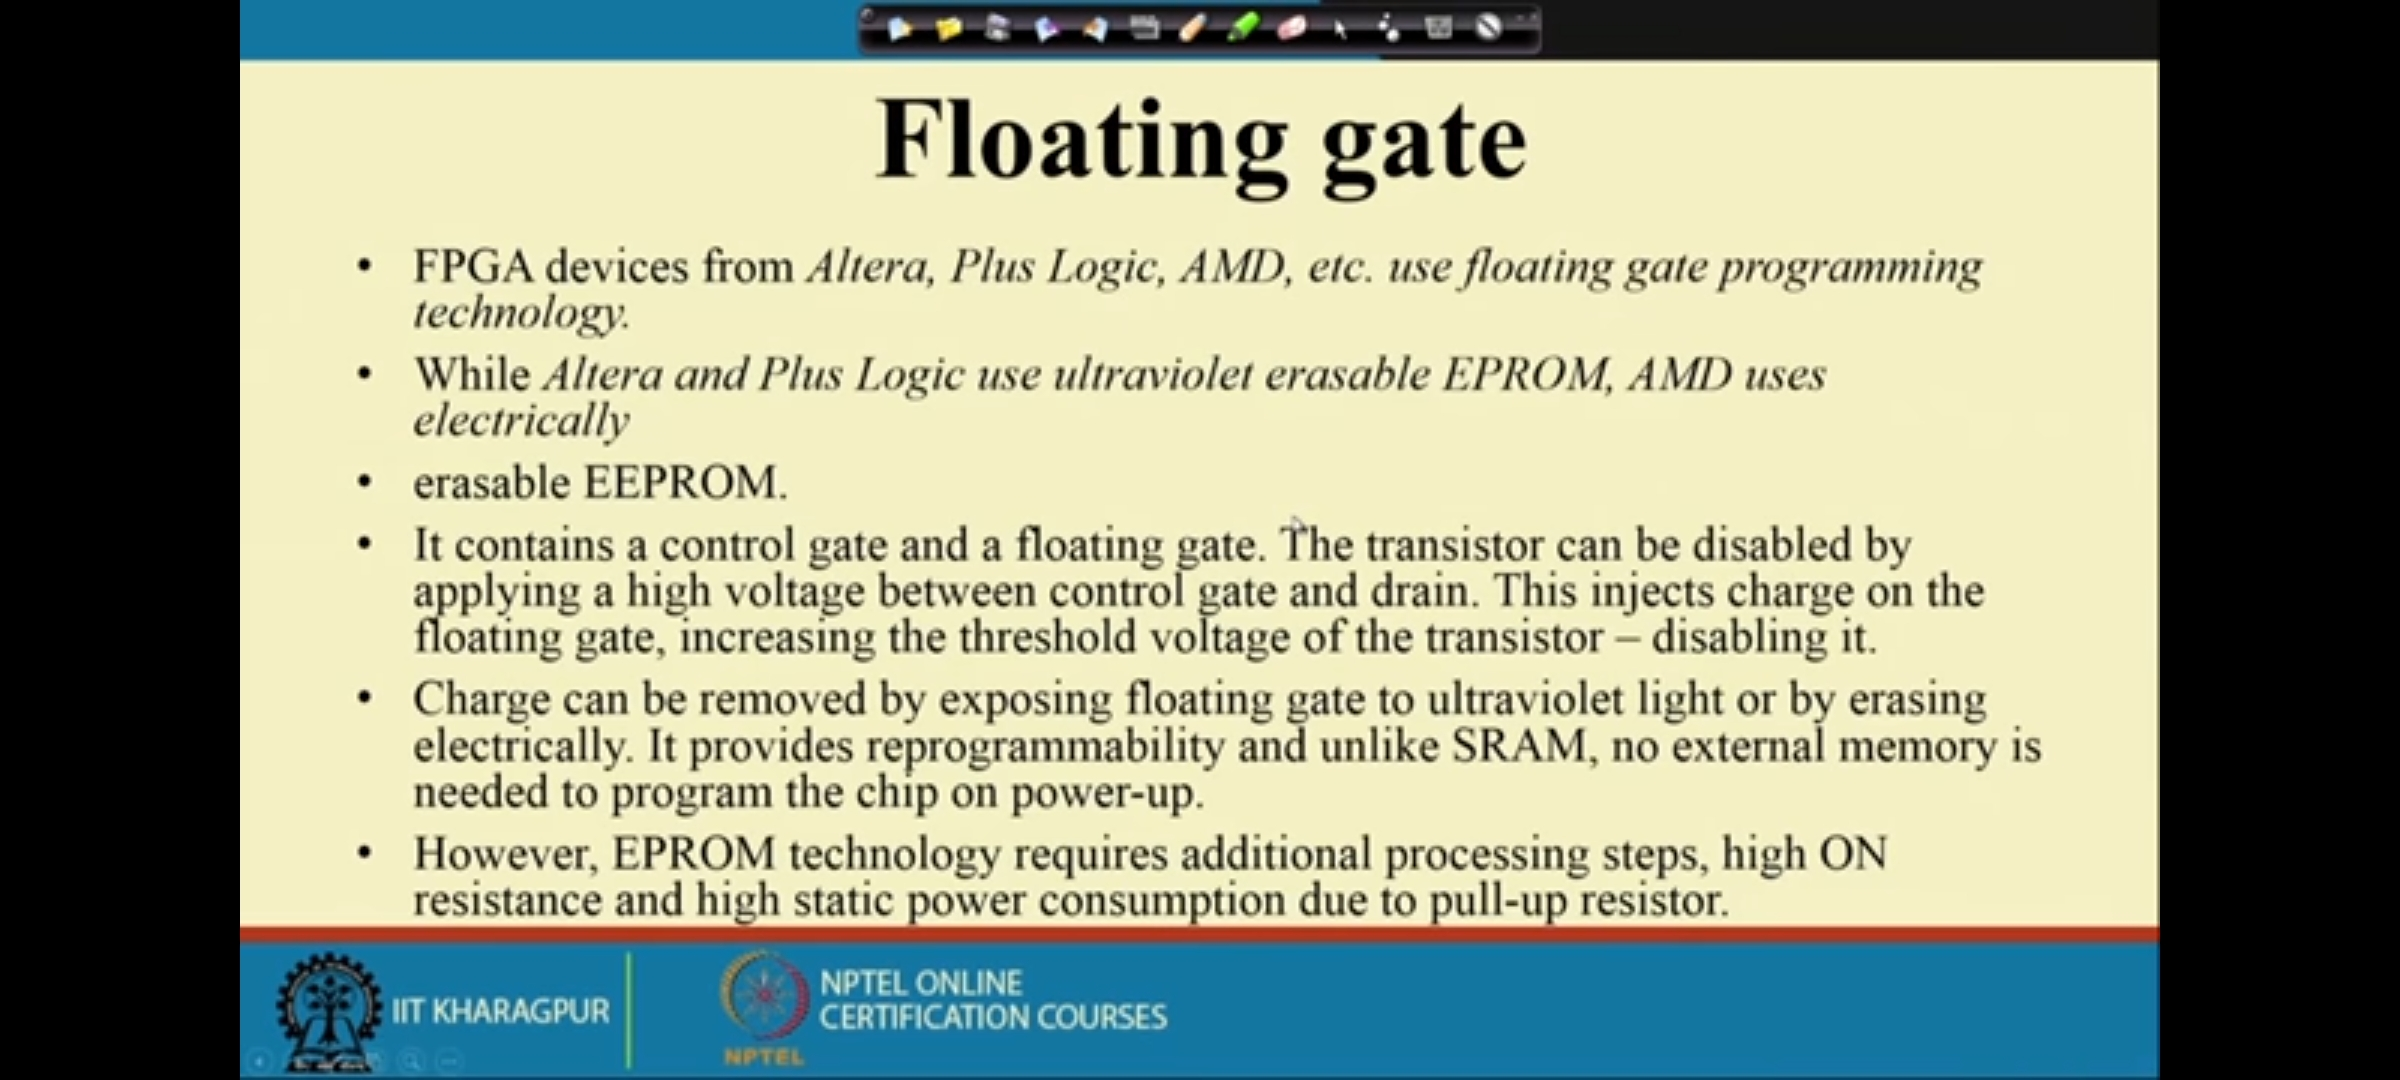 Floating gate
• FPGA devices from Altera, Plus Logic, AMD, etc. use floating gate programming
technology.
• While Altera and Plus Logic use ultraviolet erasable EPROM, AMD uses
electrically
• erasable EEPROM.
• It contains a control gate and a floating gate. The transistor can be disabled by
applying a high voltage between control gate and drain. This injects charge on the
floating gate, increasing the threshold voltage of the transistor – disabling it.
• Charge can be removed by exposing floating gate to ultraviolet light or by erasing
electrically. It provides reprogrammability and unlike SRAM, no external memory is
needed to program the chip on power-up.
• However, EPROM technology requires additional processing steps, high ON
resistance and high static power consumption due to pull-up resistor.
IIT KHARAGPUR
NPTEL ONLINE
CERTIFICATION COURSES
NPTEL